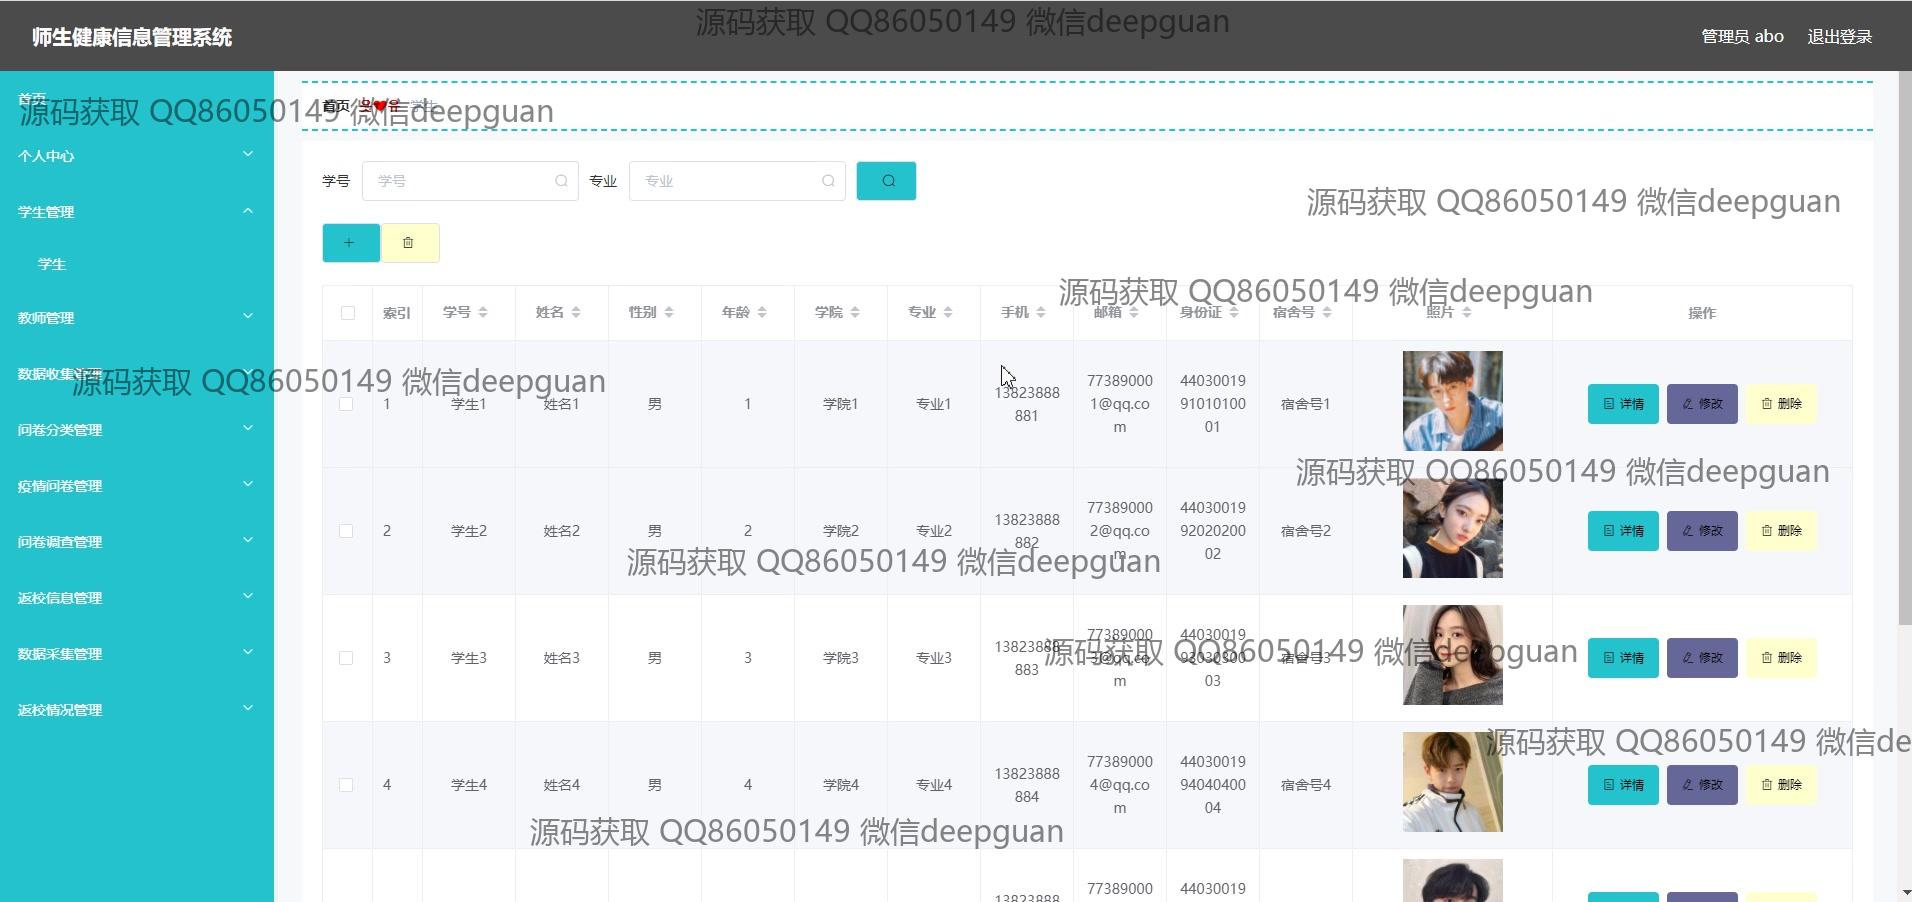 源码获取 QQ86050149 微信deepguan
师生健康信息管理系统
管理员 abo 退出登录
首页
源码获取 QQ86050149 微信deepguan
首页 学生
个人中心
学号 学号 专业 专业
源码获取 QQ86050149 微信deepguan
学生管理
学生
源码获取 QQ86050149 微信deepguan
索引 学号 姓名 性别 年龄 学院 专业 手机 邮箱 身份证 宿舍号 照片 操作
教师管理
数据收集管理
源码获取 QQ86050149 微信deepguan
1 学生1 姓名1 男 1 学院1 专业1 13823888881 773890001@qq.com 440300199101010001 宿舍号1 详情 修改 删除
问卷分类管理
源码获取 QQ86050149 微信deepguan
疫情问卷管理
2 学生2 姓名2 男 2 学院2 专业2 13823888882 773890002@qq.com 440300199202020002 宿舍号2 详情 修改 删除
问卷调查管理
源码获取 QQ86050149 微信deepguan
返校信息管理
3 学生3 姓名3 男 3 学院3 专业3 13823888883 773890003@qq.com 440300199303030003 宿舍号3 详情 修改 删除
源码获取 QQ86050149 微信deepguan
数据采集管理
返校情况管理
源码获取 QQ86050149 微信de
4 学生4 姓名4 男 4 学院4 专业4 13823888884 773890004@qq.com 440300199404040004 宿舍号4 详情 修改 删除
源码获取 QQ86050149 微信deepguan
13823888 77389000 44030019